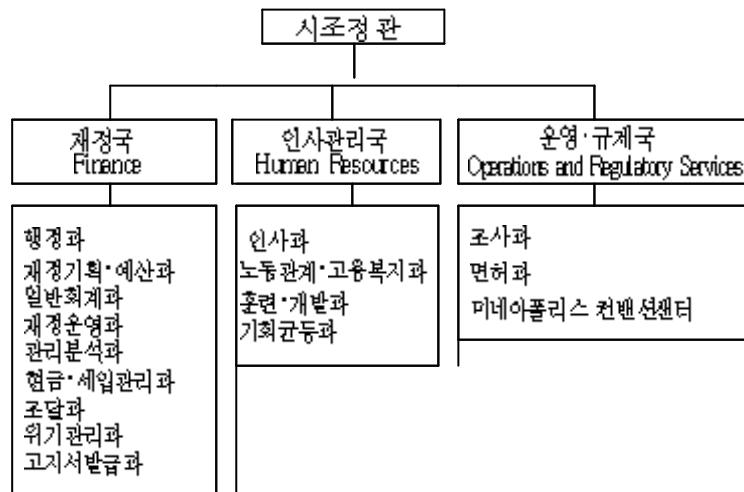 시조정관
재정국
Finance
인사관리국
Human Resources
운영·규제국
Operations and Regulatory Services
행정과
재정기획·예산과
일반회계과
재정운영과
관리분석과
현금·세입관리과
조달과
위기관리과
고지서발급과
인사과
노동관계·고용복지과
훈련·개발과
기회균등과
조사과
면허과
미네아폴리스 컨밴션샌터